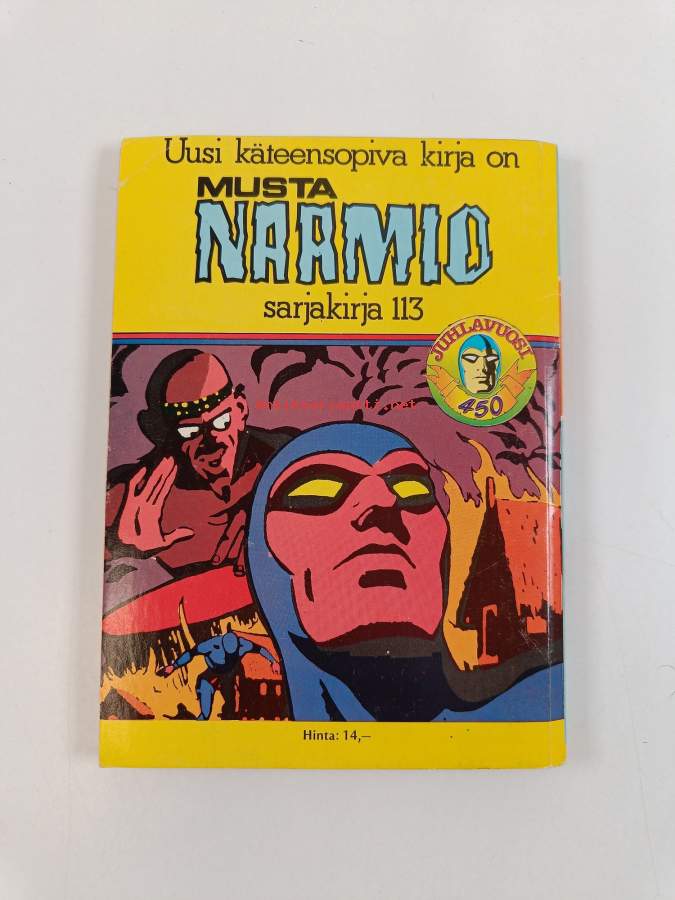 Uusi käteensopiva kirja on
MUSTA
NAAMIO
sarjakirja 113
JUHLAVUOSI
450
Hinta: 14,–